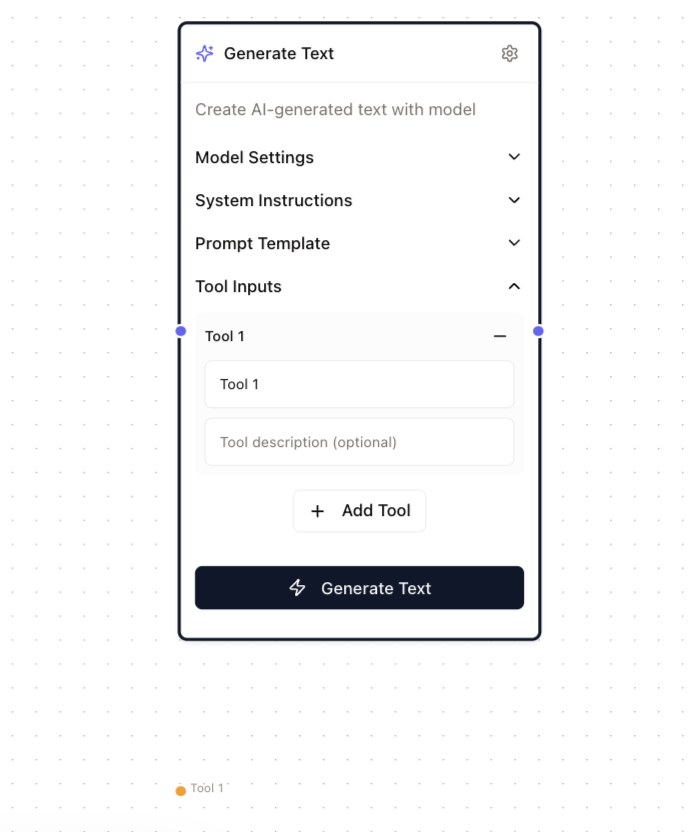 Generate Text
Create AI-generated text with model
Model Settings
System Instructions
Prompt Template
Tool Inputs
Tool 1
Tool 1
Tool description (optional)
+ Add Tool
Generate Text
Tool 1